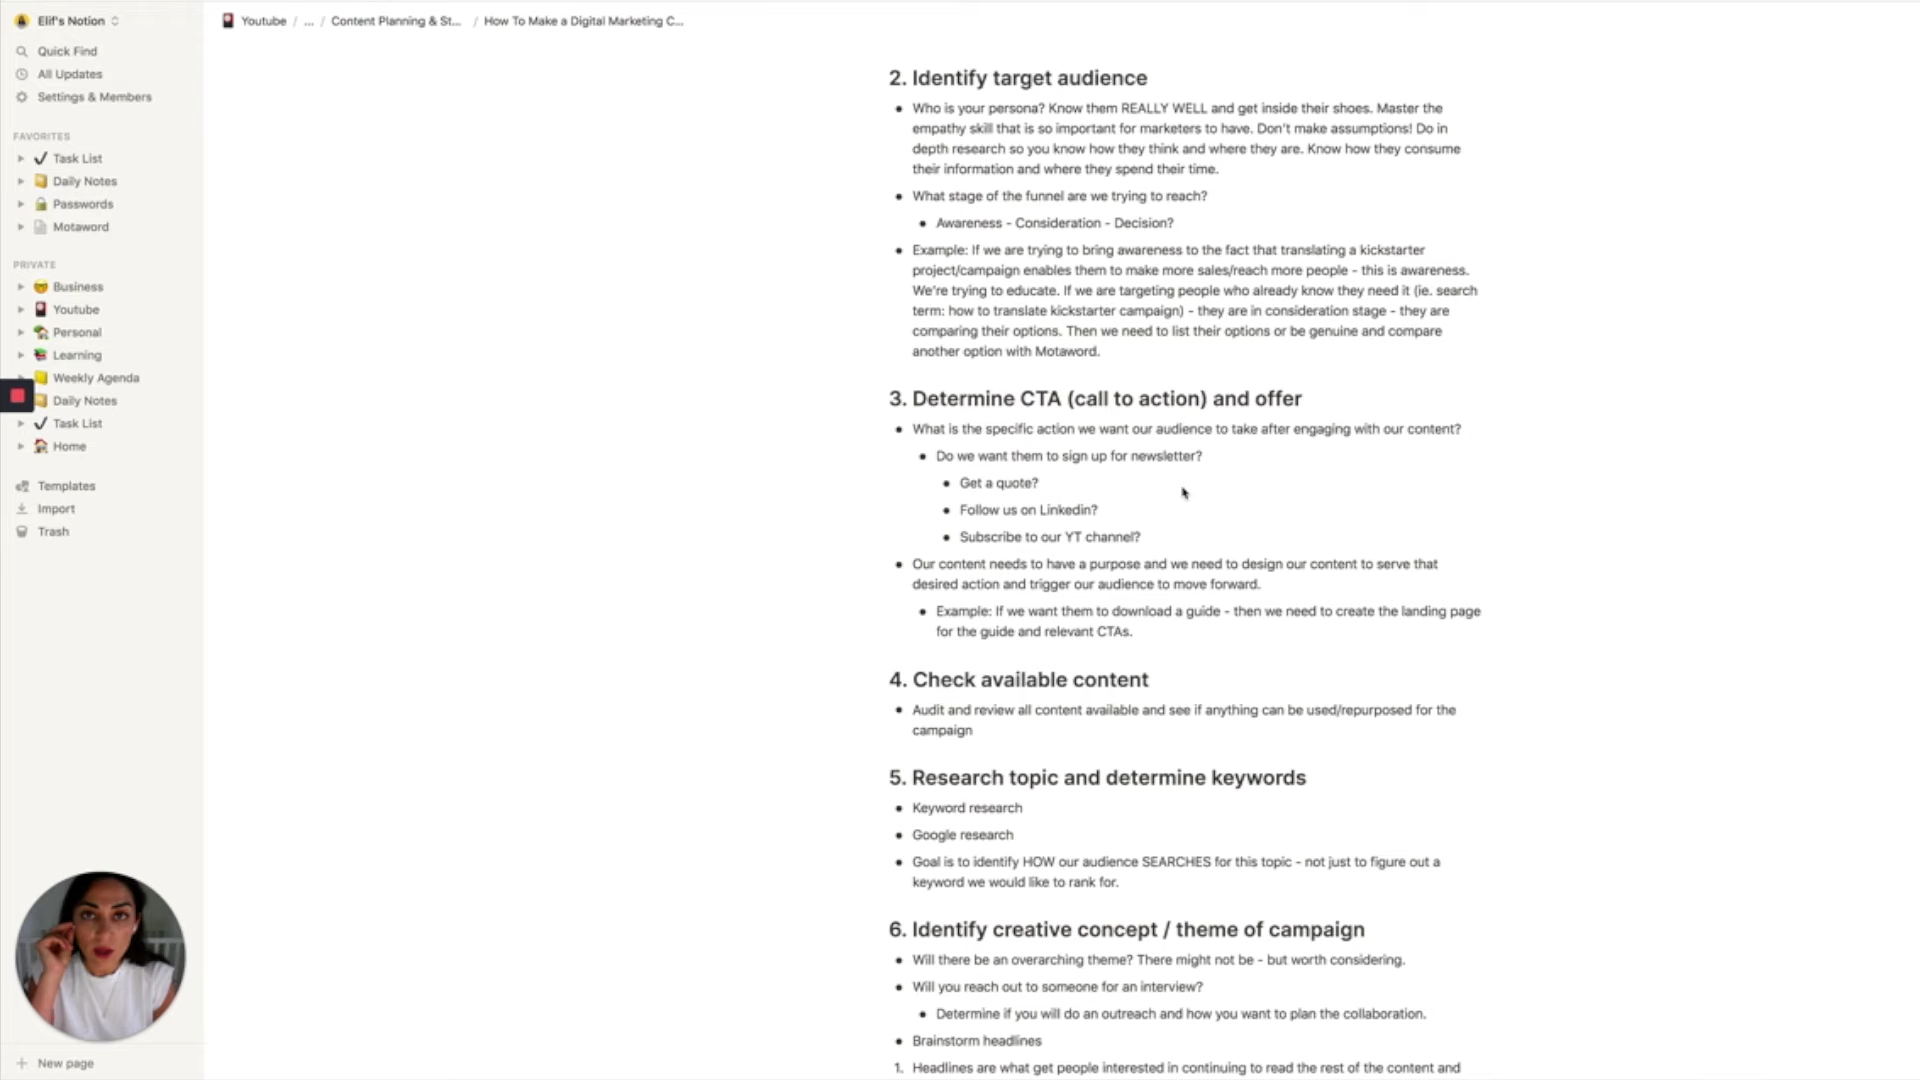 Elif's Notion
Quick Find
All Updates
Settings & Members
FAVORITES
Task List
Daily Notes
Passwords
Motaword
PRIVATE
Business
Youtube
Personal
Learning
Weekly Agenda
Daily Notes
Task List
Home
Templates
Import
Trash
New page
Youtube / ... / Content Planning & St... / How To Make a Digital Marketing C...
2. Identify target audience
• Who is your persona? Know them REALLY WELL and get inside their shoes. Master the
empathy skill that is so important for marketers to have. Don't make assumptions! Do in
depth research so you know how they think and where they are. Know how they consume
their information and where they spend their time.
• What stage of the funnel are we trying to reach?
• Awareness - Consideration - Decision?
• Example: If we are trying to bring awareness to the fact that translating a kickstarter
project/campaign enables them to make more sales/reach more people - this is awareness.
We're trying to educate. If we are targeting people who already know they need it (ie. search
term: how to translate kickstarter campaign) - they are in consideration stage - they are
comparing their options. Then we need to list their options or be genuine and compare
another option with Motaword.
3. Determine CTA (call to action) and offer
• What is the specific action we want our audience to take after engaging with our content?
• Do we want them to sign up for newsletter?
• Get a quote?
• Follow us on Linkedin?
• Subscribe to our YT channel?
• Our content needs to have a purpose and we need to design our content to serve that
desired action and trigger our audience to move forward.
• Example: If we want them to download a guide - then we need to create the landing page
for the guide and relevant CTAs.
4. Check available content
• Audit and review all content available and see if anything can be used/repurposed for the
campaign
5. Research topic and determine keywords
• Keyword research
• Google research
• Goal is to identify HOW our audience SEARCHES for this topic - not just to figure out a
keyword we would like to rank for.
6. Identify creative concept / theme of campaign
• Will there be an overarching theme? There might not be - but worth considering.
• Will you reach out to someone for an interview?
• Determine if you will do an outreach and how you want to plan the collaboration.
• Brainstorm headlines
1. Headlines are what get people interested in continuing to read the rest of the content and